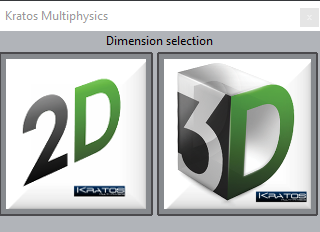 Kratos Multiphysics
Dimension selection
2D
KRATOS
3D
KRATOS